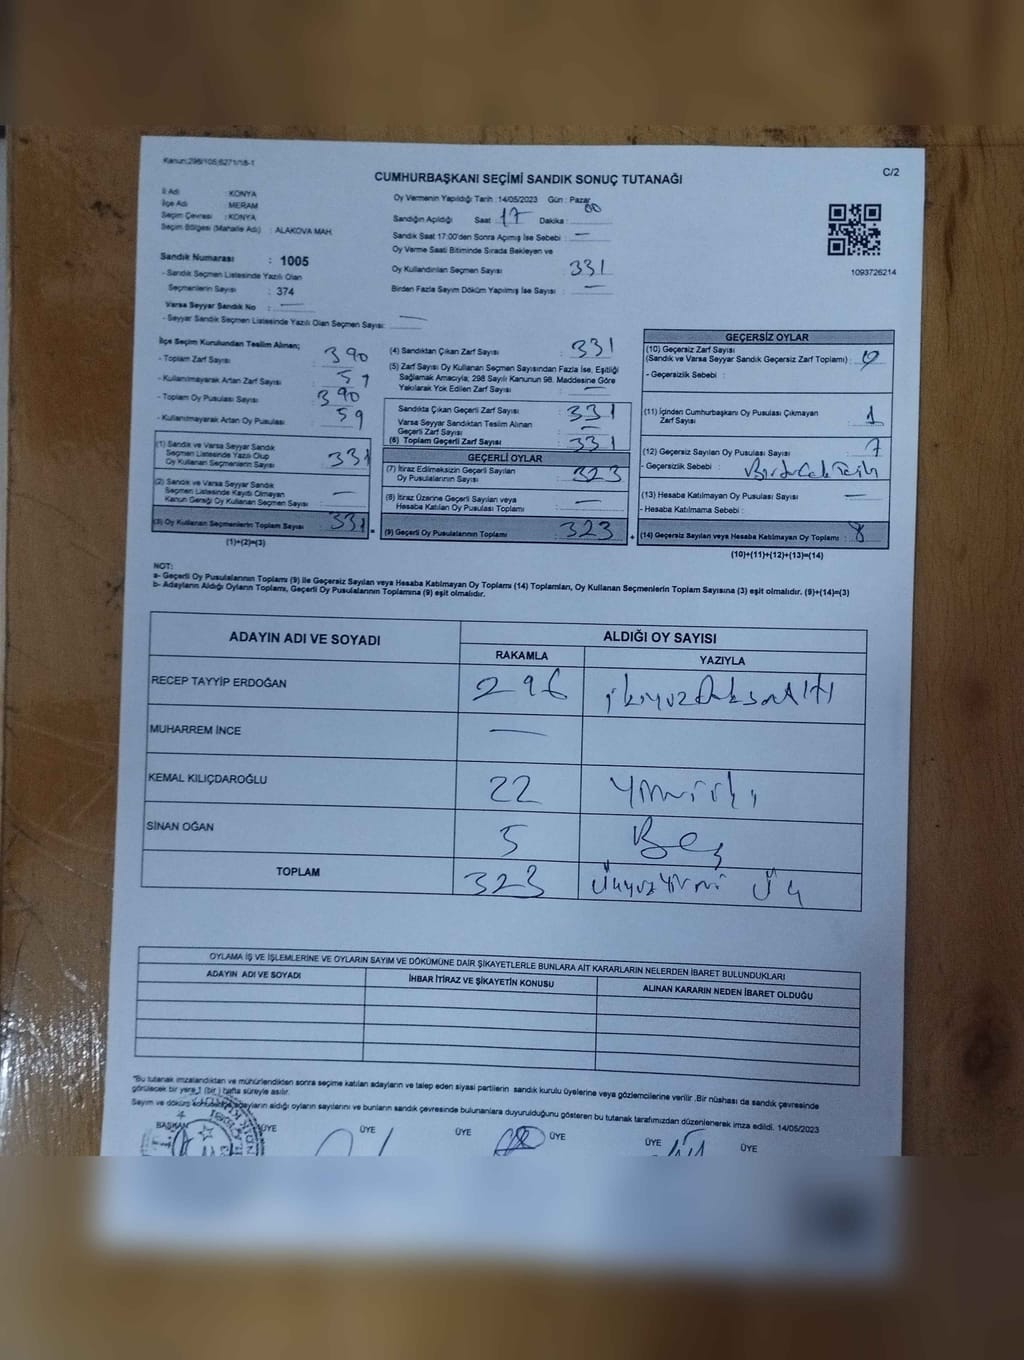 Kanun:298/105;6271/18-1
C/2
CUMHURBAŞKANI SEÇİMİ SANDIK SONUÇ TUTANAĞI
İl Adı : KONYA
İlçe Adı : MERAM
Seçim Çevresi : KONYA
Seçim Bölgesi (Mahalle Adı) : ALAKOVA MAH.
Sandık Numarası : 1005
- Sandık Seçmen Listesinde Yazılı Olan
Seçmenlerin Sayısı : 374
Varsa Seyyar Sandık No : —
- Seyyar Sandık Seçmen Listesinde Yazılı Olan Seçmen Sayısı: —
Oy Vermenin Yapıldığı Tarih :14/05/2023 Gün : Pazar
Sandığın Açıldığı Saat : 17 Dakika : 00
Sandık Saat 17:00'den Sonra Açımış İse Sebebi : —
Oy Verme Saati Bitiminde Sırada Bekleyen ve
Oy Kullandırılan Seçmen Sayısı : 331
Birden Fazla Sayım Döküm Yapılmış İse Sayısı : —
1093726214
İlçe Seçim Kurulundan Teslim Alınan;
- Toplam Zarf Sayısı : 390
- Kullanılmayarak Artan Zarf Sayısı : 59
- Toplam Oy Pusulası Sayısı : 390
- Kullanılmayarak Artan Oy Pusulası : 59
(1) Sandık ve Varsa Seyyar Sandık
Seçmen Listesinde Yazılı Olup
Oy Kullanan Seçmenlerin Sayısı : 331
(2) Sandık ve Varsa Seyyar Sandık
Seçmen Listesinde Kayıtlı Olmayan
Kanun Gereği Oy Kullanan Seçmen Sayısı : —
(3) Oy Kullanan Seçmenlerin Toplam Sayısı : 331
(1)+(2)=(3)
(4) Sandıktan Çıkan Zarf Sayısı : 331
(5) Zarf Sayısı Oy Kullanan Seçmen Sayısından Fazla İse, Eşitliği
Sağlamak Amacıyla; 298 Sayılı Kanunun 98. Maddesine Göre
Yakılarak Yok Edilen Zarf Sayısı : —
Sandıkta Çıkan Geçerli Zarf Sayısı : 331
Varsa Seyyar Sandıktan Teslim Alınan
Geçerli Zarf Sayısı : —
(6) Toplam Geçerli Zarf Sayısı : 331
GEÇERLİ OYLAR
(7) İtiraz Edilmeksizin Geçerli Sayılan
Oy Pusulalarının Sayısı : 323
(8) İtiraz Üzerine Geçerli Sayılan veya
Hesaba Katılan Oy Pusulası Toplamı : —
(9) Geçerli Oy Pusulalarının Toplamı : 323
GEÇERSİZ OYLAR
(10) Geçersiz Zarf Sayısı
(Sandık ve Varsa Seyyar Sandık Geçersiz Zarf Toplamı) :
- Geçersizlik Sebebi :
(11) İçinden Cumhurbaşkanı Oy Pusulası Çıkmayan
Zarf Sayısı : 1
(12) Geçersiz Sayılan Oy Pusulası Sayısı : 7
- Geçersizlik Sebebi :
(13) Hesaba Katılmayan Oy Pusulası Sayısı : —
- Hesaba Katılmama Sebebi :
(14) Geçersiz Sayılan veya Hesaba Katılmayan Oy Toplamı : 8
(10)+(11)+(12)+(13)=(14)
NOT:
a- Geçerli Oy Pusulalarının Toplamı (9) ile Geçersiz Sayılan veya Hesaba Katılmayan Oy Toplamı (14) Toplamları, Oy Kullanan Seçmenlerin Toplam Sayısına (3) eşit olmalıdır. (9)+(14)=(3)
b- Adayların Aldığı Oyların Toplamı, Geçerli Oy Pusulalarının Toplamına (9) eşit olmalıdır.
ADAYIN ADI VE SOYADI ALDIĞI OY SAYISI
RAKAMLA YAZIYLA
RECEP TAYYİP ERDOĞAN 296 ikiyüzdoksanaltı
MUHARREM İNCE —
KEMAL KILIÇDAROĞLU 22 Yirmiiki
SİNAN OĞAN 5 Beş
TOPLAM 323 Üçyüzyirmi Üç
OYLAMA İŞ VE İŞLEMLERİNE VE OYLARIN SAYIM VE DÖKÜMÜNE DAİR ŞİKAYETLERLE BUNLARA AİT KARARLARIN NELERDEN İBARET BULUNDUKLARI
ADAYIN ADI VE SOYADI İHBAR İTİRAZ VE ŞİKAYETİN KONUSU ALINAN KARARIN NEDEN İBARET OLDUĞU
"Bu tutanak imzalandıktan ve mühürlendikten sonra seçime katılan adayların ve talep eden siyasi partilerin sandık kurulu üyelerine veya gözlemcilerine verilir .Bir nüshası da sandık çevresinde
görülecek bir yere 1 (bir ) hafta süreyle asılır.
Sayım ve döküm adayların aldığı oyların sayılarını ve bunların sandık çevresinde bulunanlara duyurulduğunu gösteren bu tutanak tarafımızdan düzenlenerek imza edildi. 14/05/2023
BAŞKAN ÜYE ÜYE ÜYE ÜYE ÜYE ÜYE